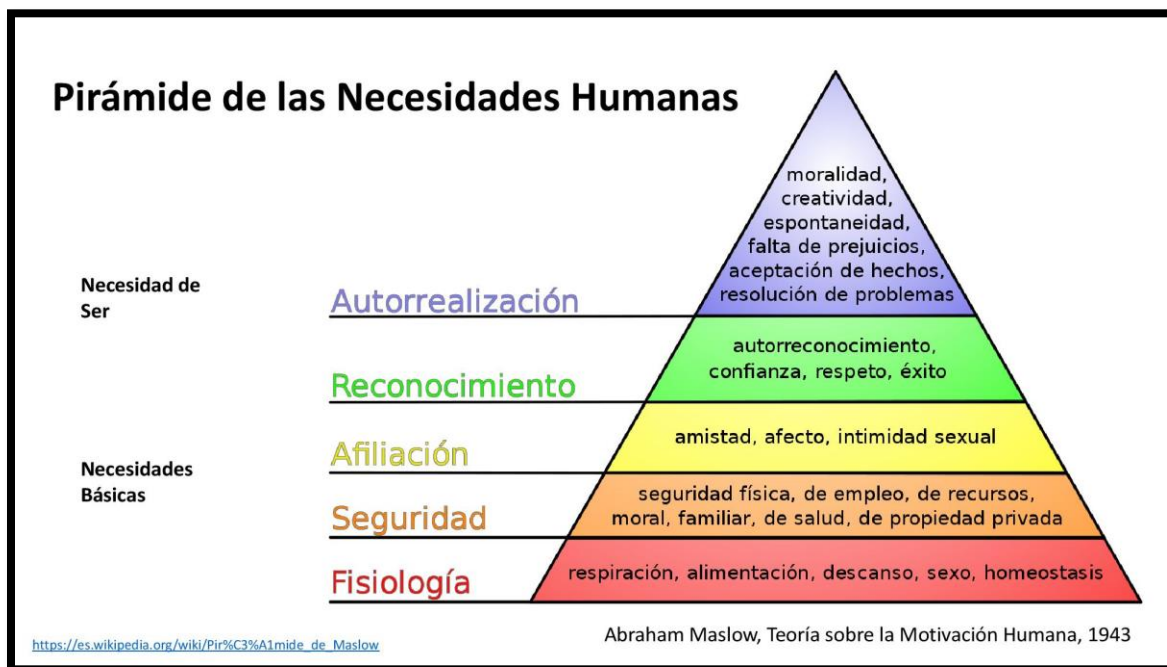 Pirámide de las Necesidades Humanas
moralidad,
creatividad,
espontaneidad,
falta de prejuicios,
aceptación de hechos,
resolución de problemas
Necesidad de
Ser
Autorrealización
autorreconocimiento,
confianza, respeto, éxito
Reconocimiento
amistad, afecto, intimidad sexual
Afiliación
Necesidades
Básicas
seguridad física, de empleo, de recursos,
moral, familiar, de salud, de propiedad privada
Seguridad
respiración, alimentación, descanso, sexo, homeostasis
Fisiología
https://es.wikipedia.org/wiki/Pir%C3%A1mide_de_Maslow
Abraham Maslow, Teoría sobre la Motivación Humana, 1943